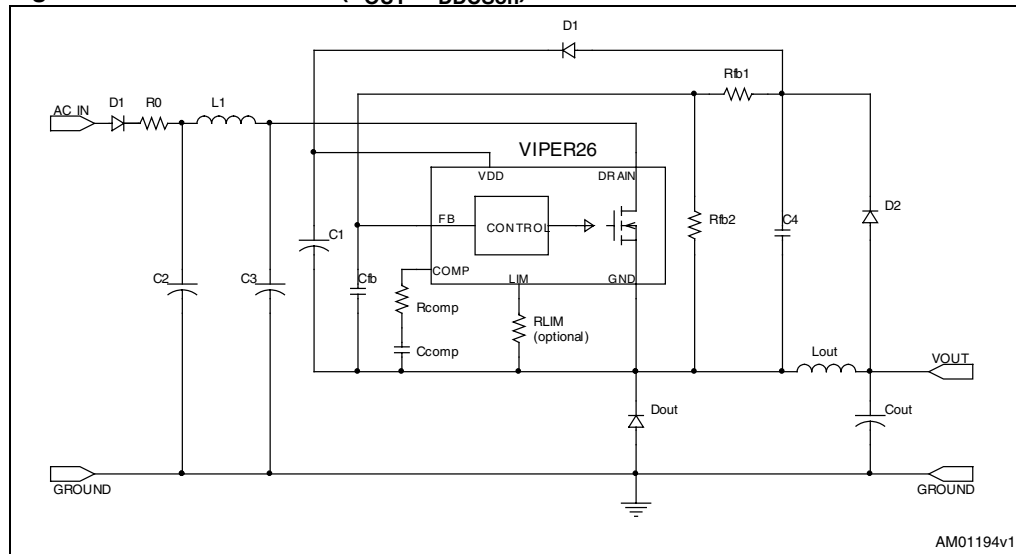 D1
Rfb1
AC IN
D1
R0
L1
VIPER26
VDD
DRAIN
FB
CONTROL
Rfb2
C4
D2
C1
COMP
LIM
GND
C2
C3
Cfb
Rcomp
RLIM
(optional)
Ccomp
Lout
VOUT
Dout
Cout
GROUND
GROUND
AM01194v1